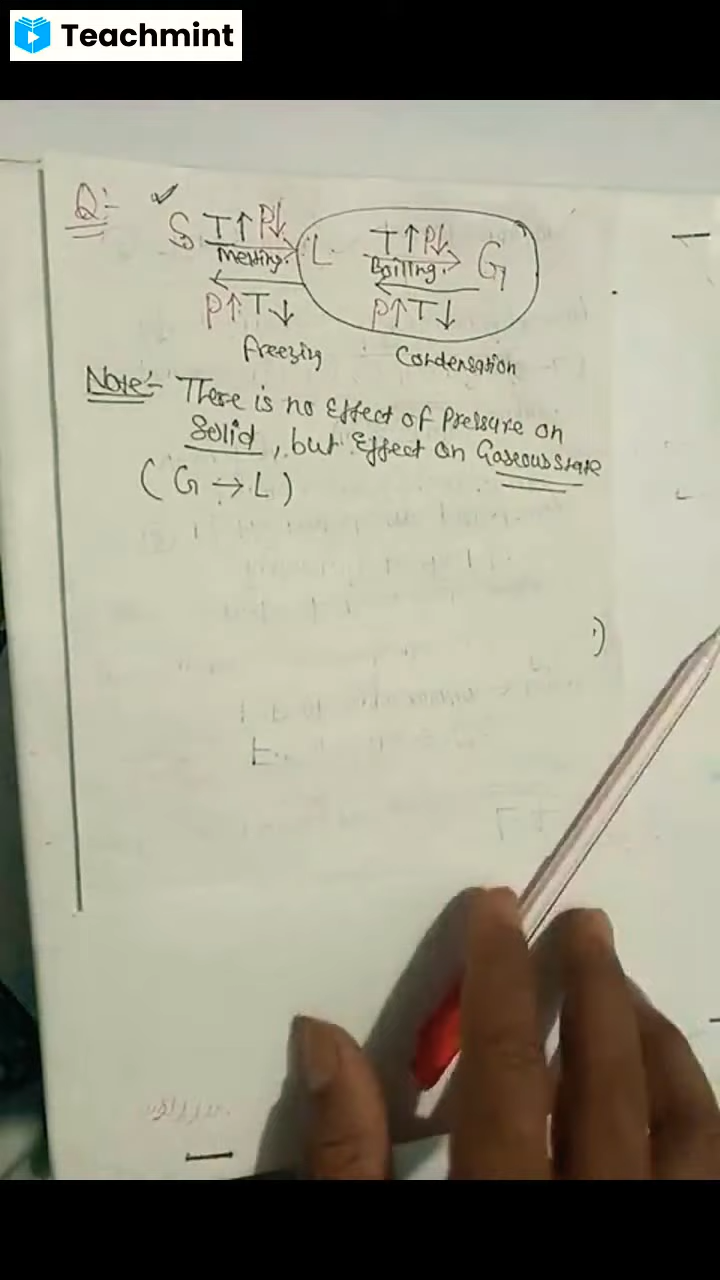 Teachmint
Q:-
S T↑ P↓ L T↑ P↓ G
Melting Boiling
P↑ T↓ P↑ T↓
Freezing Condensation
Note:- There is no Effect of Pressure on
Solid, but Effect on Gaseous state
(G → L)